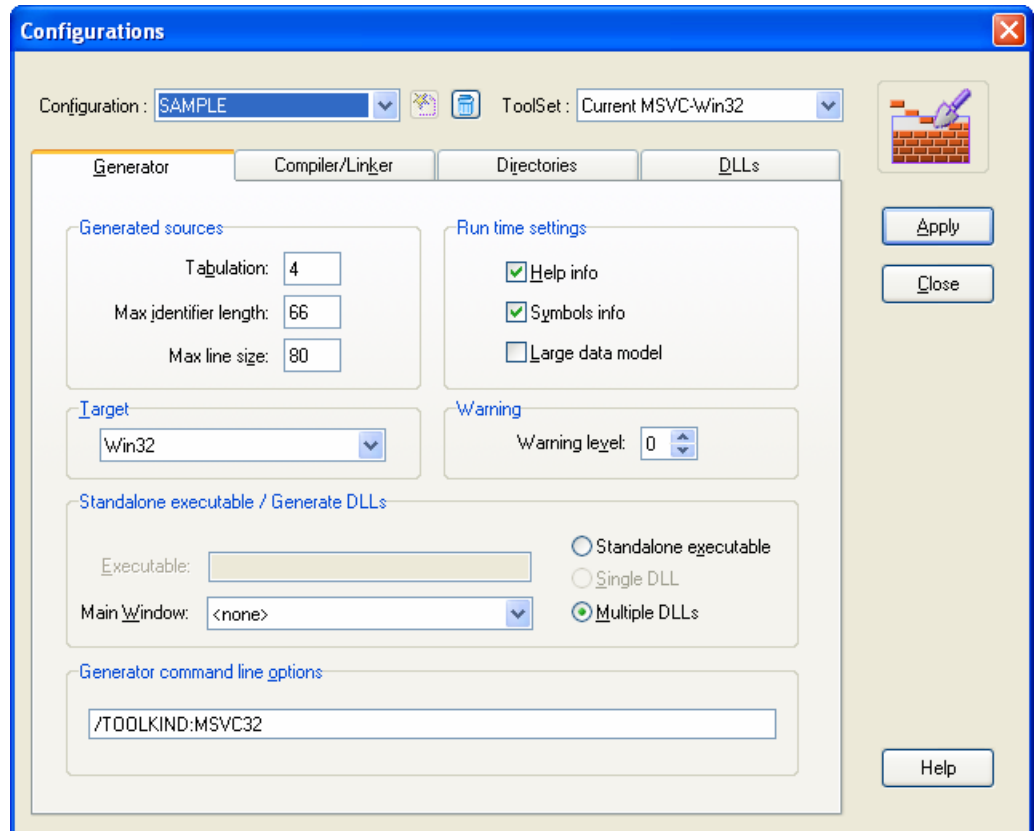 Configurations
Configuration : SAMPLE ToolSet : Current MSVC-Win32
Generator Compiler/Linker Directories DLLs
Generated sources
Tabulation: 4
Max identifier length: 66
Max line size: 80
Run time settings
Help info
Symbols info
Large data model
Apply
Close
Target
Win32
Warning
Warning level: 0
Standalone executable / Generate DLLs
Executable:
Main Window: <none>
Standalone executable
Single DLL
Multiple DLLs
Generator command line options
/TOOLKIND:MSVC32
Help